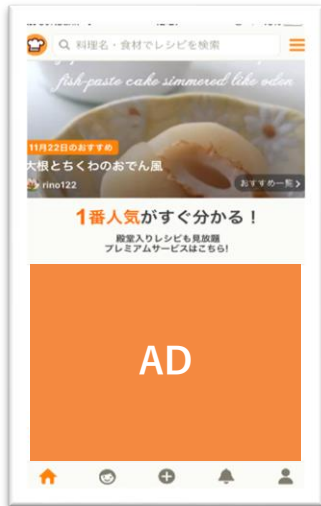 料理名・食材でレシピを検索
fish-paste cake simmered like oden
11月22日のおすすめ
大根とちくわのおでん風
rino122
おすすめ一覧
1番人気がすぐ分かる!
殿堂入りレシピも見放題
プレミアムサービスはこちら!
AD